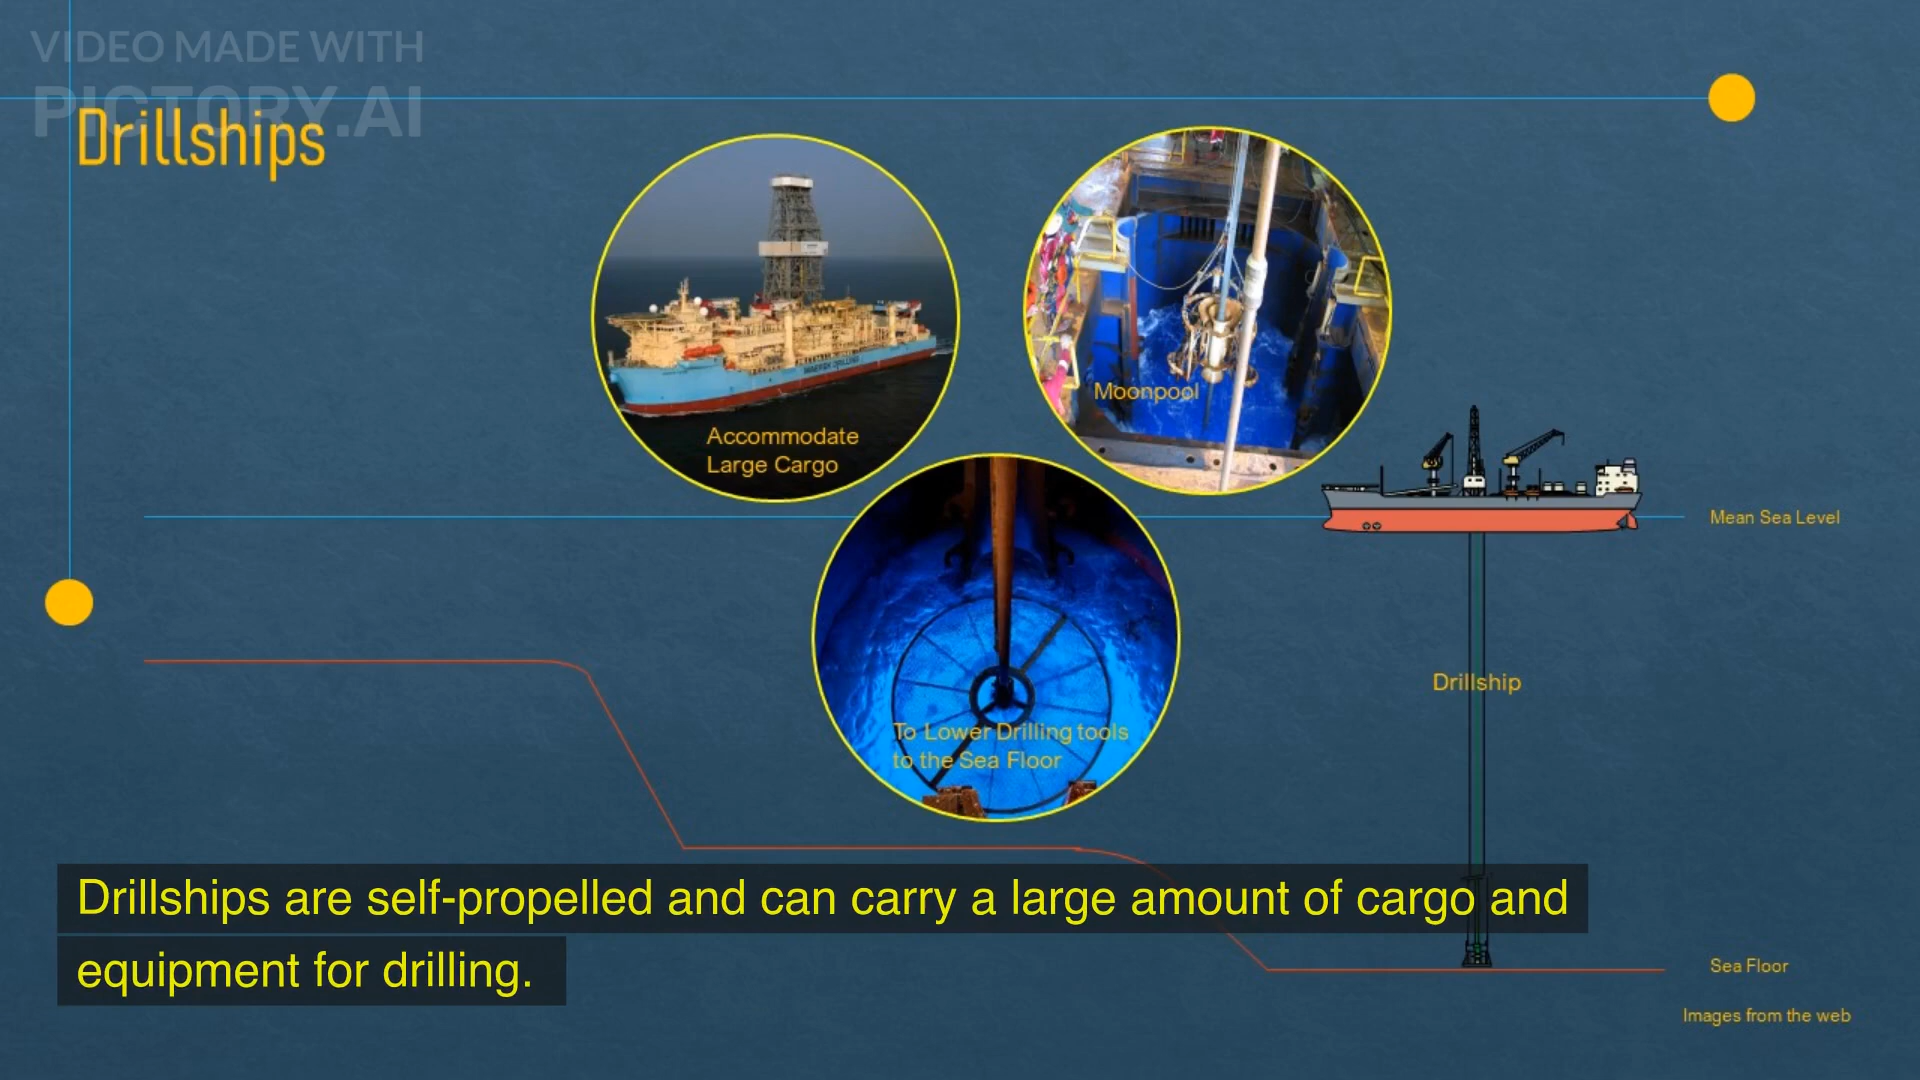 VIDEO MADE WITH
PICTORY.AI
Drillships
MAERSK DRILLING
Accommodate
Large Cargo
Moonpool
Mean Sea Level
Drillship
To Lower Drilling tools
to the Sea Floor
Drillships are self-propelled and can carry a large amount of cargo and
equipment for drilling.
Sea Floor
Images from the web